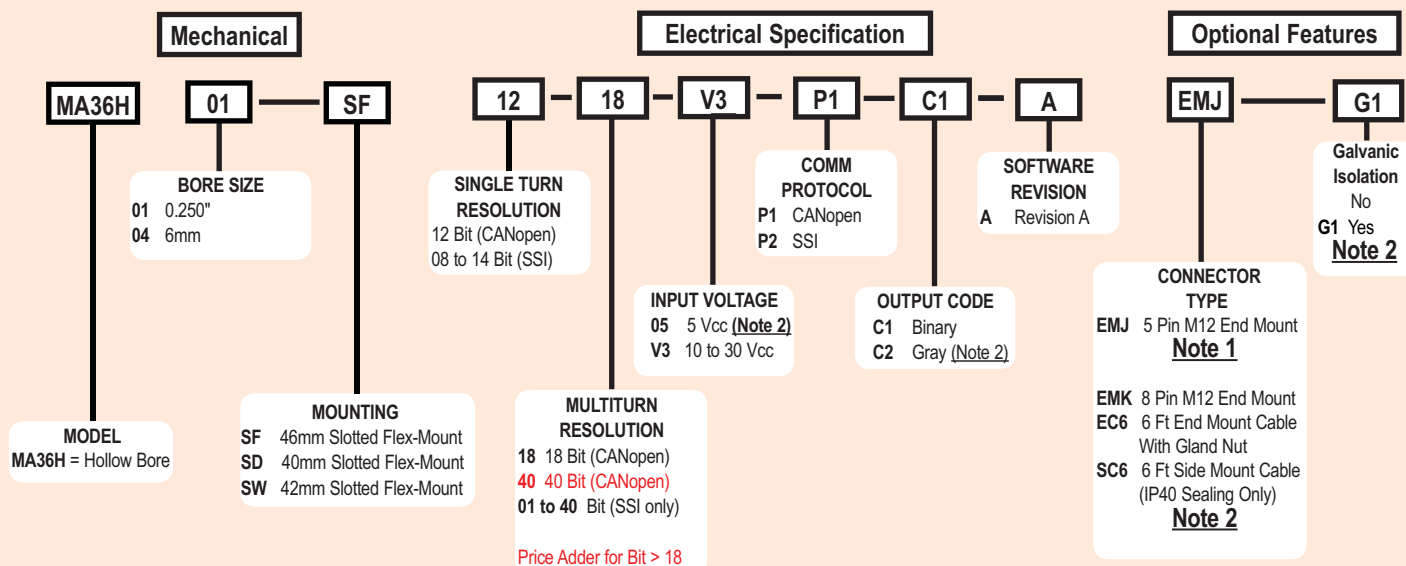 Mechanical
Electrical Specification
Optional Features
MA36H
01
SF
12
18
V3
P1
C1
A
EMJ
G1
BORE SIZE
01 0.250"
04 6mm
SINGLE TURN
RESOLUTION
12 Bit (CANopen)
08 to 14 Bit (SSI)
COMM
PROTOCOL
P1 CANopen
P2 SSI
SOFTWARE
REVISION
A Revision A
Galvanic
Isolation
No
G1 Yes
Note 2
INPUT VOLTAGE
05 5 Vcc (Note 2)
V3 10 to 30 Vcc
OUTPUT CODE
C1 Binary
C2 Gray (Note 2)
CONNECTOR
TYPE
EMJ 5 Pin M12 End Mount
Note 1
EMK 8 Pin M12 End Mount
EC6 6 Ft End Mount Cable
With Gland Nut
SC6 6 Ft Side Mount Cable
(IP40 Sealing Only)
Note 2
MODEL
MA36H = Hollow Bore
MOUNTING
SF 46mm Slotted Flex-Mount
SD 40mm Slotted Flex-Mount
SW 42mm Slotted Flex-Mount
MULTITURN
RESOLUTION
18 18 Bit (CANopen)
40 40 Bit (CANopen)
01 to 40 Bit (SSI only)
Price Adder for Bit > 18